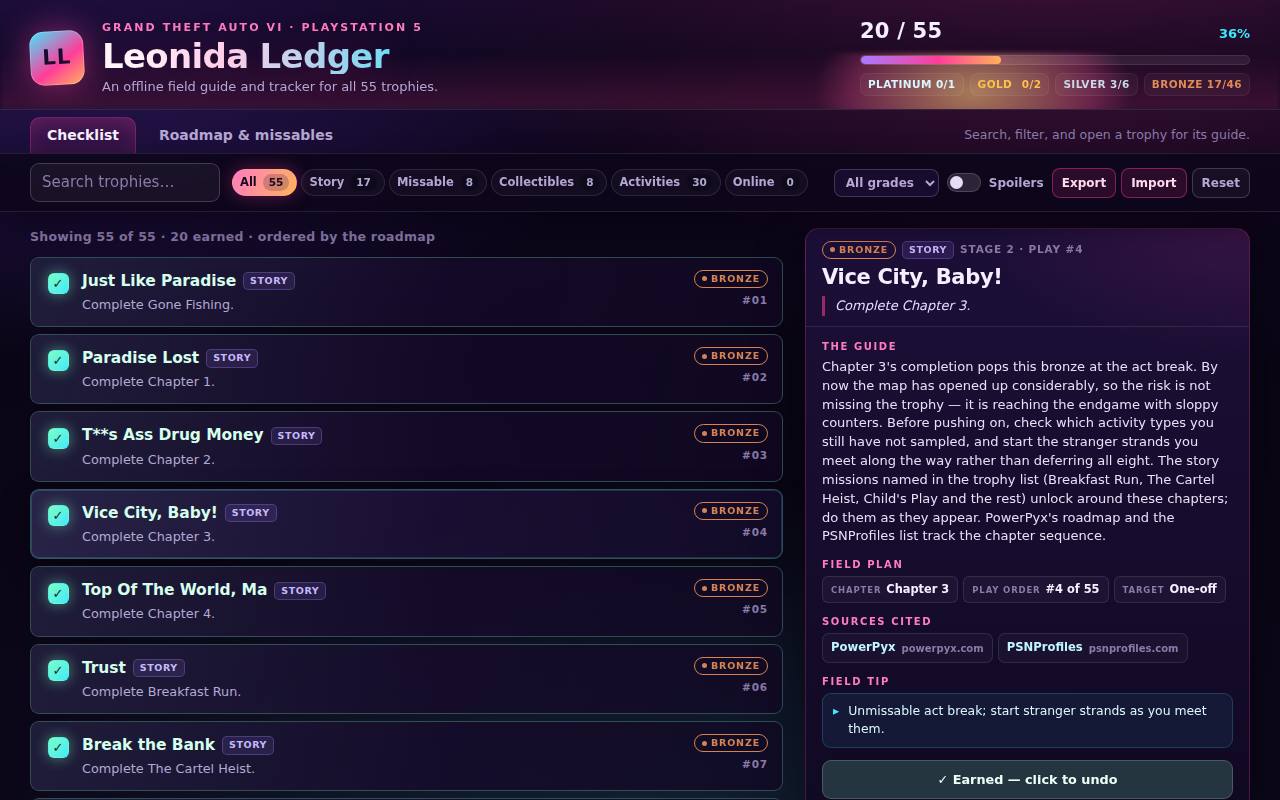 LL
GRAND THEFT AUTO VI · PLAYSTATION 5
Leonida Ledger
An offline field guide and tracker for all 55 trophies.
20 / 55
36%
PLATINUM 0/1
GOLD 0/2
SILVER 3/6
BRONZE 17/46
Checklist
Roadmap & missables
Search, filter, and open a trophy for its guide.
Search trophies...
All 55
Story 17
Missable 8
Collectibles 8
Activities 30
Online 0
All grades
Spoilers
Export
Import
Reset
Showing 55 of 55 · 20 earned · ordered by the roadmap
✓ Just Like Paradise STORY
BRONZE
Complete Gone Fishing.
#01
✓ Paradise Lost STORY
BRONZE
Complete Chapter 1.
#02
✓ T**s Ass Drug Money STORY
BRONZE
Complete Chapter 2.
#03
✓ Vice City, Baby! STORY
BRONZE
Complete Chapter 3.
#04
✓ Top Of The World, Ma STORY
BRONZE
Complete Chapter 4.
#05
✓ Trust STORY
BRONZE
Complete Breakfast Run.
#06
✓ Break the Bank STORY
BRONZE
Complete The Cartel Heist.
#07
BRONZE STORY STAGE 2 · PLAY #4
Vice City, Baby!
Complete Chapter 3.
THE GUIDE
Chapter 3's completion pops this bronze at the act break. By
now the map has opened up considerably, so the risk is not
missing the trophy — it is reaching the endgame with sloppy
counters. Before pushing on, check which activity types you
still have not sampled, and start the stranger strands you
meet along the way rather than deferring all eight. The story
missions named in the trophy list (Breakfast Run, The Cartel
Heist, Child's Play and the rest) unlock around these chapters;
do them as they appear. PowerPyx's roadmap and the
PSNProfiles list track the chapter sequence.
FIELD PLAN
CHAPTER Chapter 3
PLAY ORDER #4 of 55
TARGET One-off
SOURCES CITED
PowerPyx powerpyx.com
PSNProfiles psnprofiles.com
FIELD TIP
▸ Unmissable act break; start stranger strands as you meet
them.
✓ Earned — click to undo